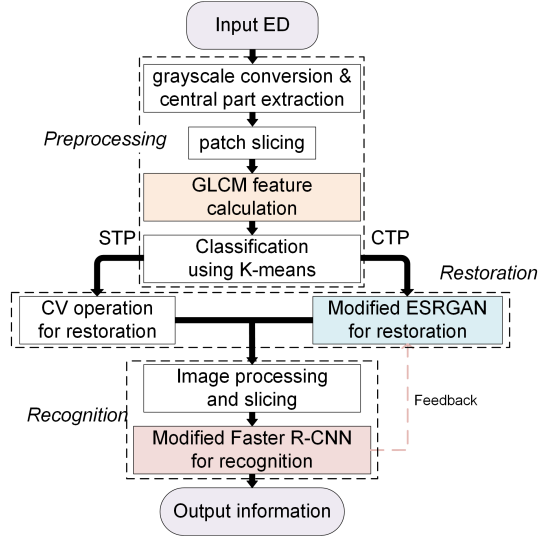 Input ED
grayscale conversion &
central part extraction
Preprocessing
patch slicing
GLCM feature
calculation
STP
Classification
using K-means
CTP
Restoration
CV operation
for restoration
Modified ESRGAN
for restoration
Image processing
and slicing
Feedback
Recognition
Modified Faster R-CNN
for recognition
Output information